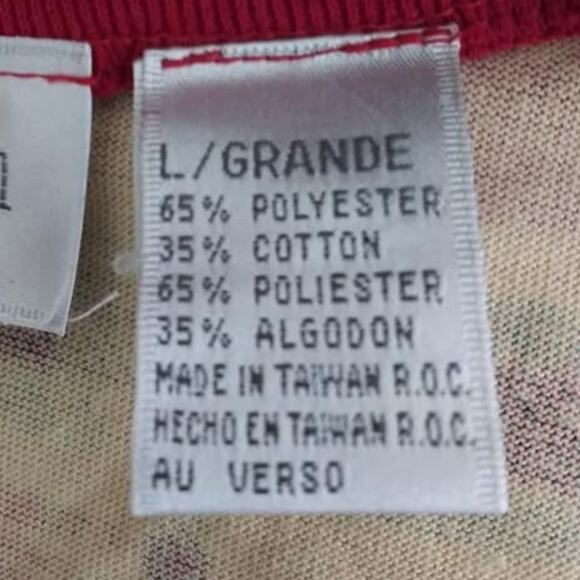 L/GRANDE
65% POLYESTER
35% COTTON
65% POLIESTER
35% ALGODON
MADE IN TAIWAN R.O.C.
HECHO EN TAIWAN R.O.C.
AU VERSO